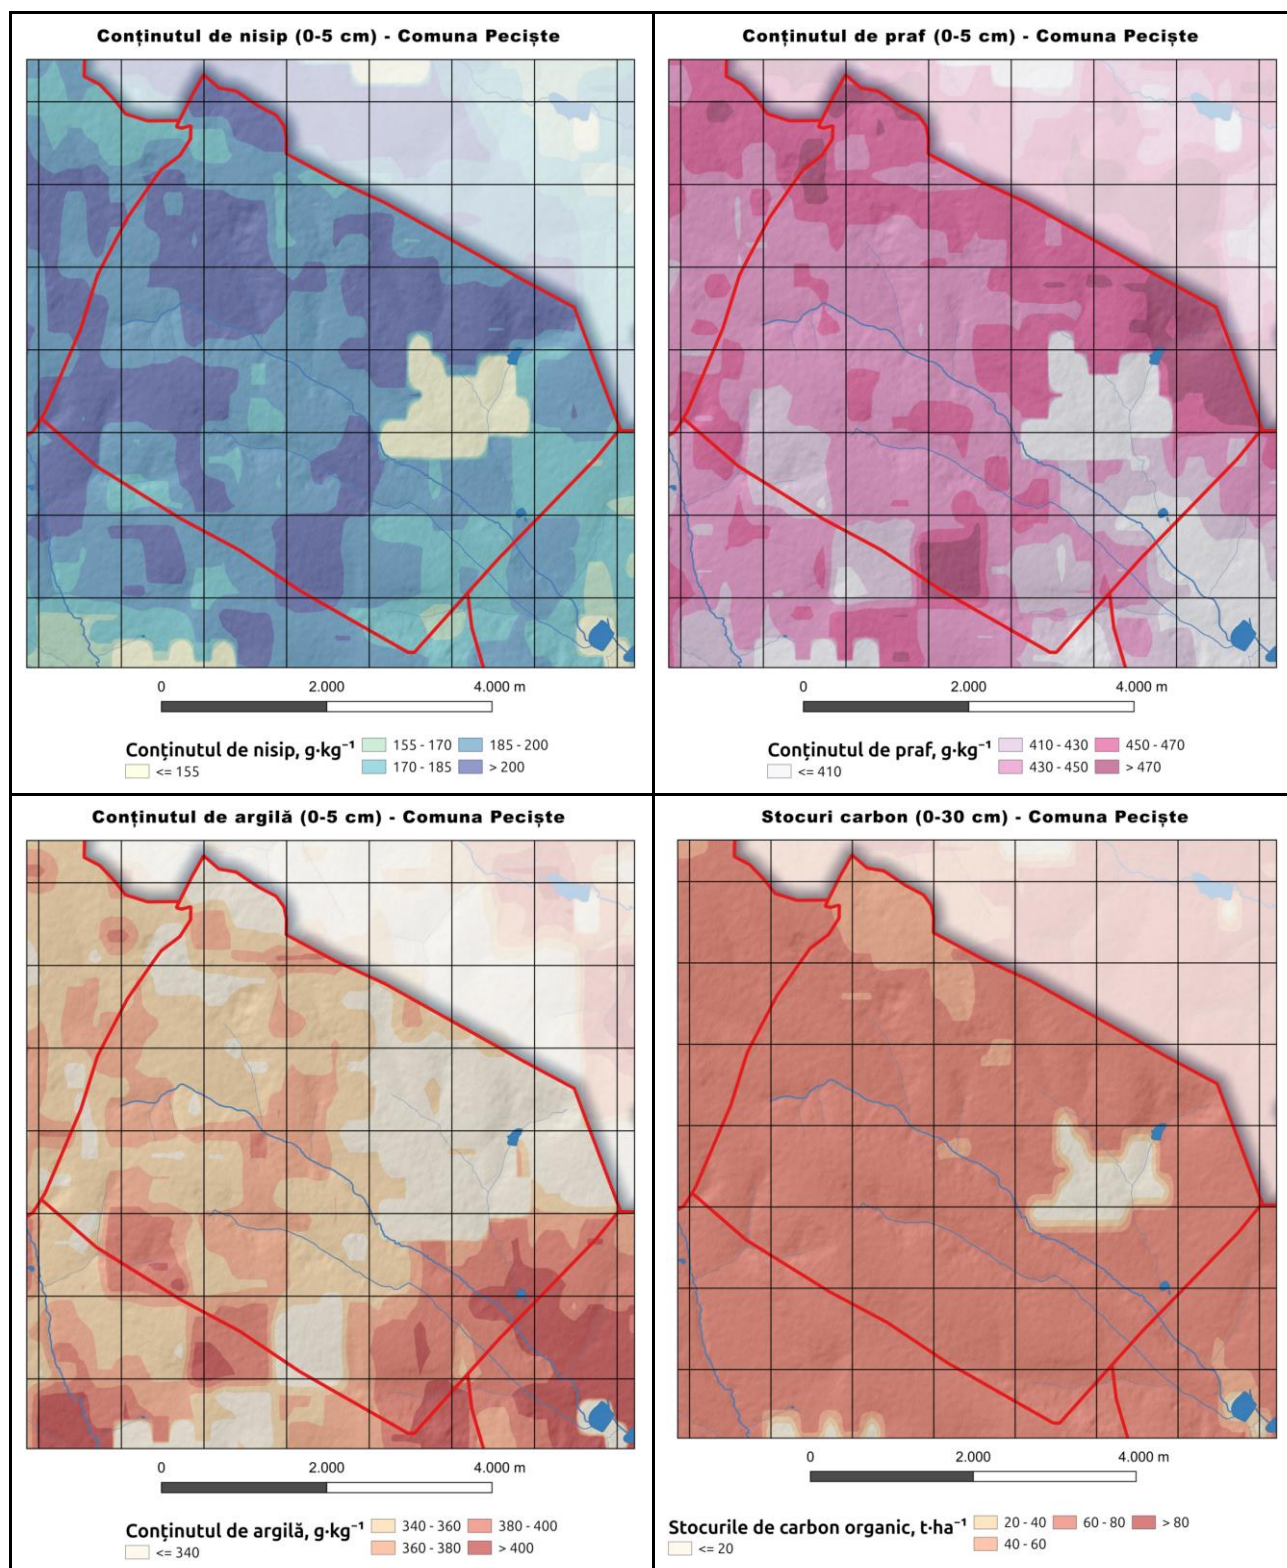 Conținutul de nisip (0-5 cm) - Comuna Peciște
0 2.000 4.000 m
Conținutul de nisip, g·kg⁻¹
<= 155
155 - 170
170 - 185
185 - 200
> 200
Conținutul de praf (0-5 cm) - Comuna Peciște
0 2.000 4.000 m
Conținutul de praf, g·kg⁻¹
<= 410
410 - 430
430 - 450
450 - 470
> 470
Conținutul de argilă (0-5 cm) - Comuna Peciște
0 2.000 4.000 m
Conținutul de argilă, g·kg⁻¹
<= 340
340 - 360
360 - 380
380 - 400
> 400
Stocuri carbon (0-30 cm) - Comuna Peciște
0 2.000 4.000 m
Stocurile de carbon organic, t·ha⁻¹
<= 20
20 - 40
40 - 60
60 - 80
> 80